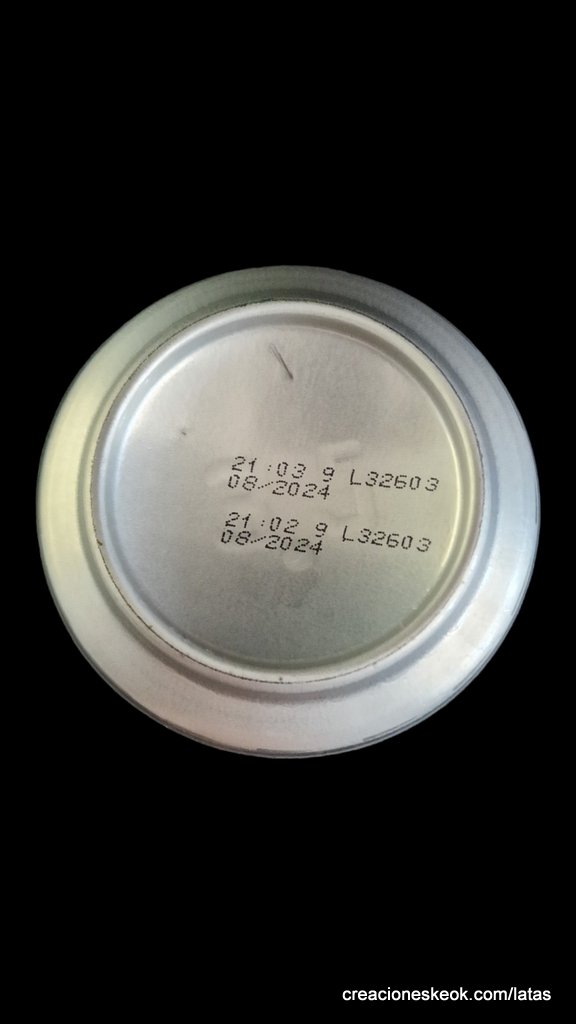 21:03 9 L32603
08/2024
21:02 9 L32603
08/2024
creacioneskeok.com/latas